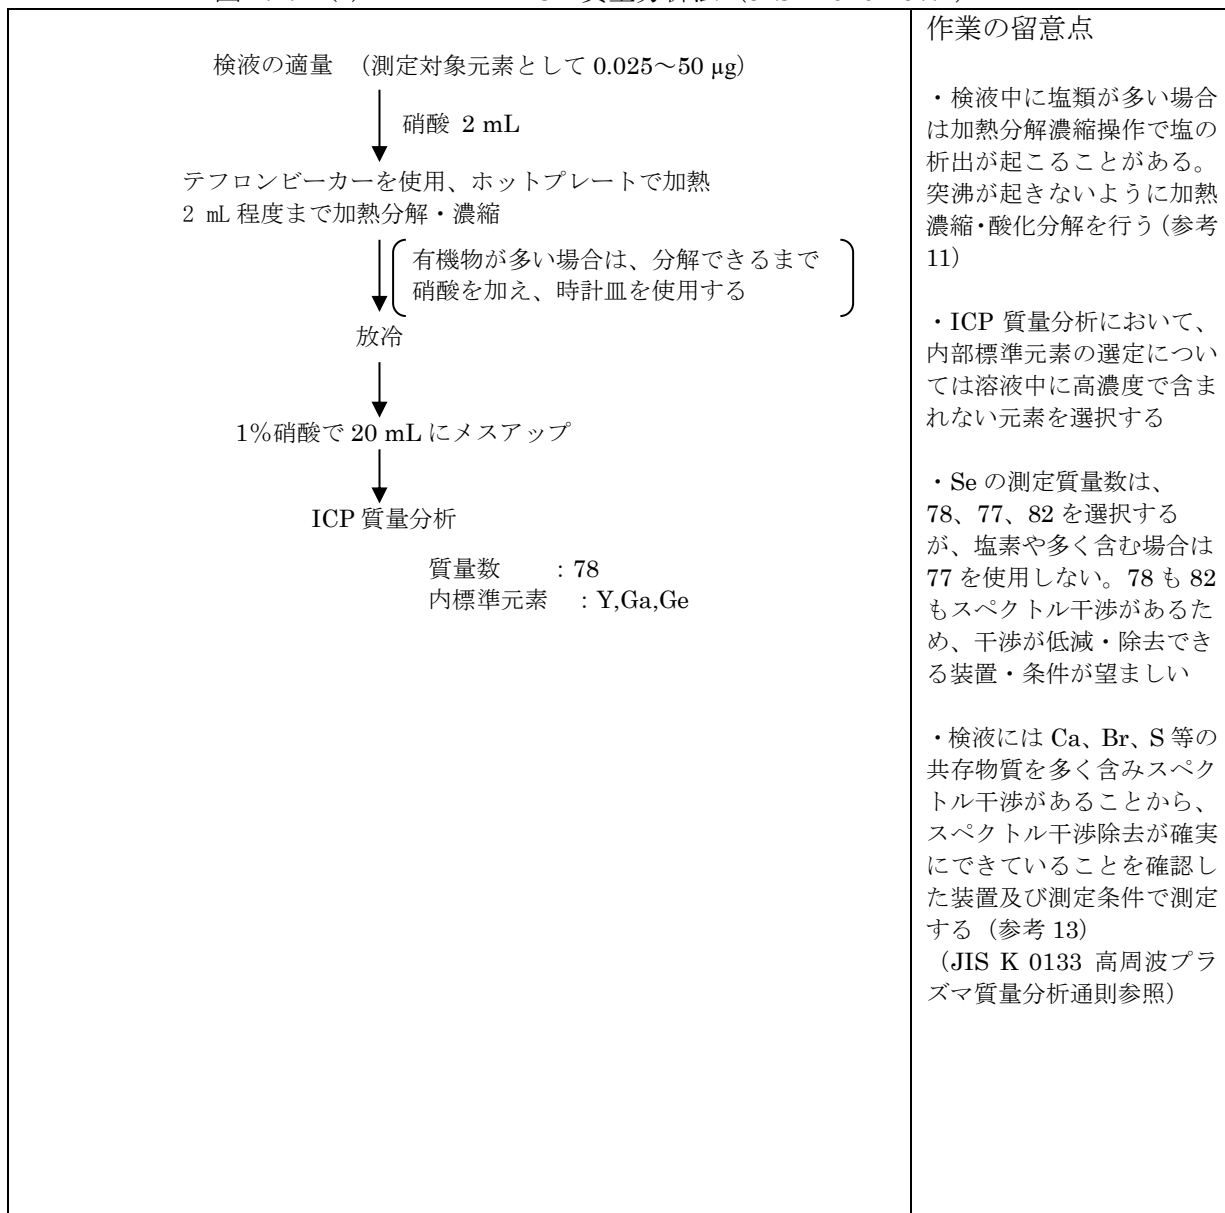 検液の適量　（測定対象元素として 0.025～50 μg）
硝酸 2 mL
テフロンビーカーを使用、ホットプレートで加熱
2 mL 程度まで加熱分解・濃縮
有機物が多い場合は、分解できるまで
硝酸を加え、時計皿を使用する
放冷
1％硝酸で 20 mL にメスアップ
ICP 質量分析
質量数　　：78
内標準元素　：Y,Ga,Ge
作業の留意点
・検液中に塩類が多い場合
は加熱分解濃縮操作で塩の
析出が起こることがある。
突沸が起きないように加熱
濃縮・酸化分解を行う（参考
11）
・ICP 質量分析において、
内部標準元素の選定につい
ては溶液中に高濃度で含ま
れない元素を選択する
・Se の測定質量数は、
78、77、82 を選択する
が、塩素や多く含む場合は
77 を使用しない。78 も 82
もスペクトル干渉があるた
め、干渉が低減・除去でき
る装置・条件が望ましい
・検液には Ca、Br、S 等の
共存物質を多く含みスペク
トル干渉があることから、
スペクトル干渉除去が確実
にできていることを確認し
た装置及び測定条件で測定
する（参考 13）
（JIS K 0133 高周波プラ
ズマ質量分析通則参照）